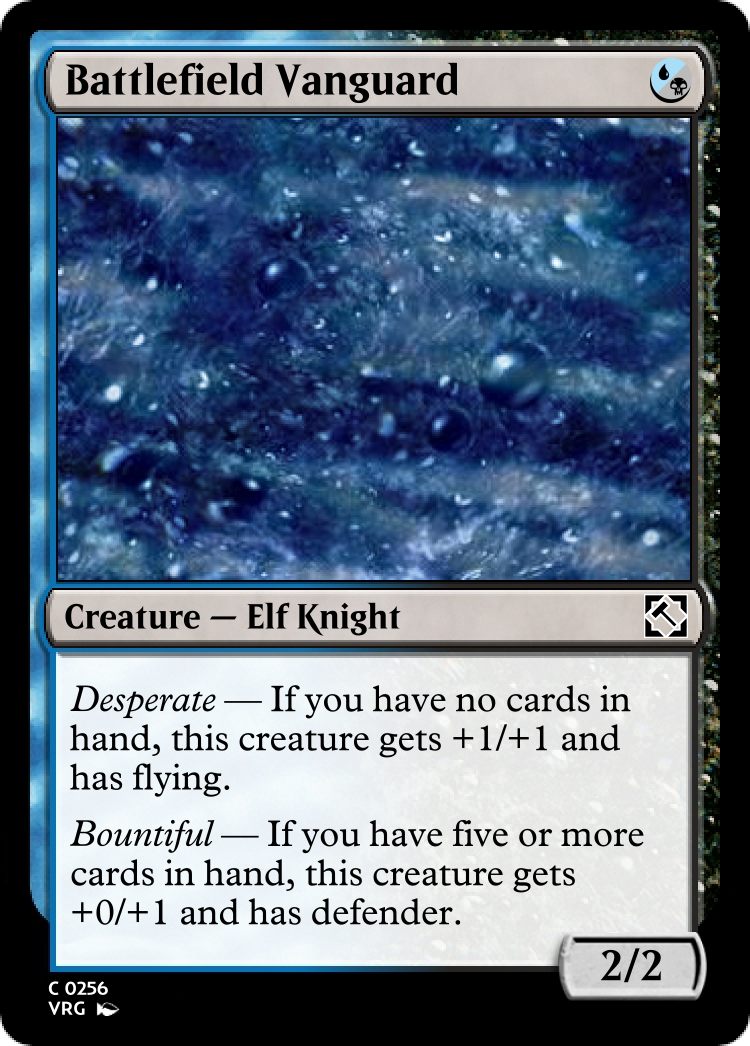 Battlefield Vanguard
Creature — Elf Knight
Desperate — If you have no cards in
hand, this creature gets +1/+1 and
has flying.
Bountiful — If you have five or more
cards in hand, this creature gets
+0/+1 and has defender.
2/2
C 0256
VRG